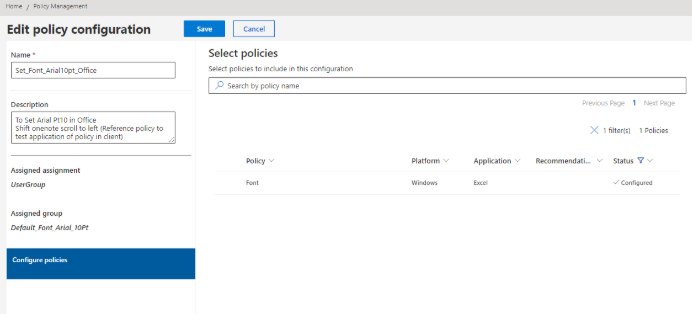 Home / Policy Management
Edit policy configuration
Save
Cancel
Name *
Set_Font_Arial10pt_Office
Description
To Set Arial Pt10 in Office
Shift onenote scroll to left (Reference policy to
test application of policy in client)
Assigned assignment
UserGroup
Assigned group
Default_Font_Arial_10Pt
Configure policies
Select policies
Select policies to include in this configuration
Search by policy name
Previous Page 1 Next Page
1 filter(s) 1 Policies
Policy Platform Application Recommendati... Status
Font Windows Excel Configured